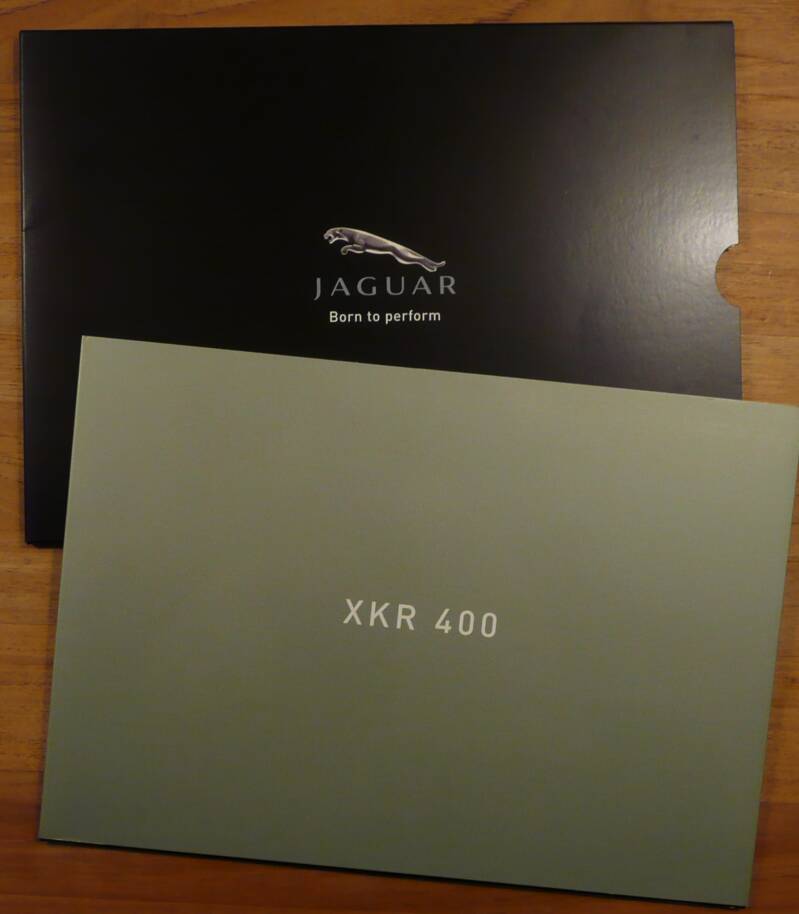 JAGUAR
Born to perform
XKR 400